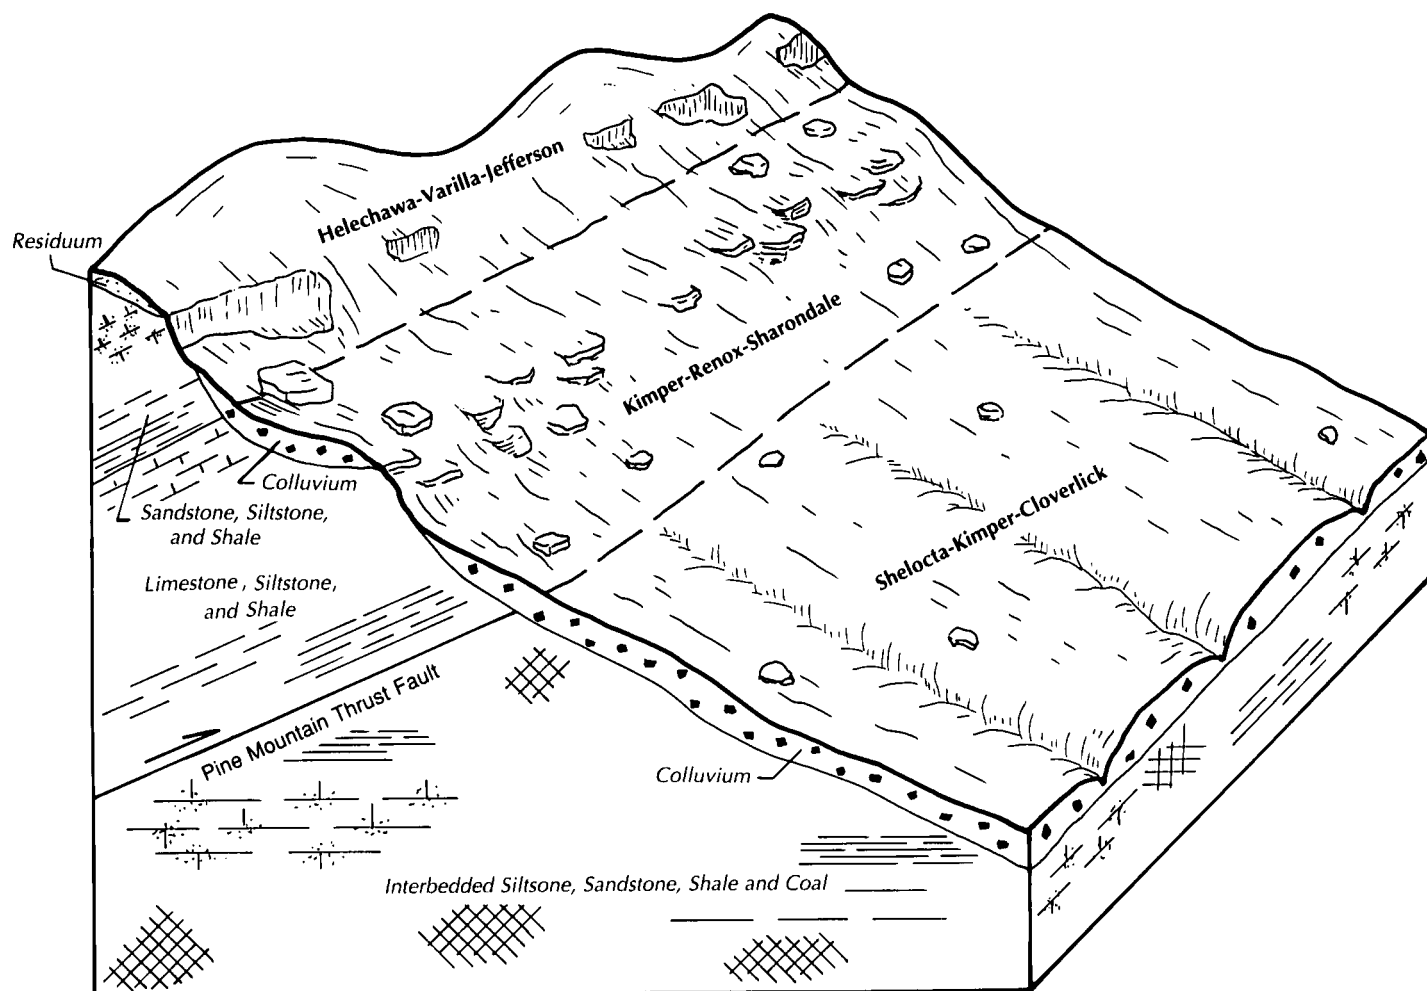 Helechawa-Varilla-Jefferson
Residuum
Kimper-Renox-Sharondale
Colluvium
Sandstone, Siltstone,
and Shale
Shelocta-Kimper-Cloverlick
Limestone, Siltstone,
and Shale
Pine Mountain Thrust Fault
Colluvium
Interbedded Siltsone, Sandstone, Shale and Coal